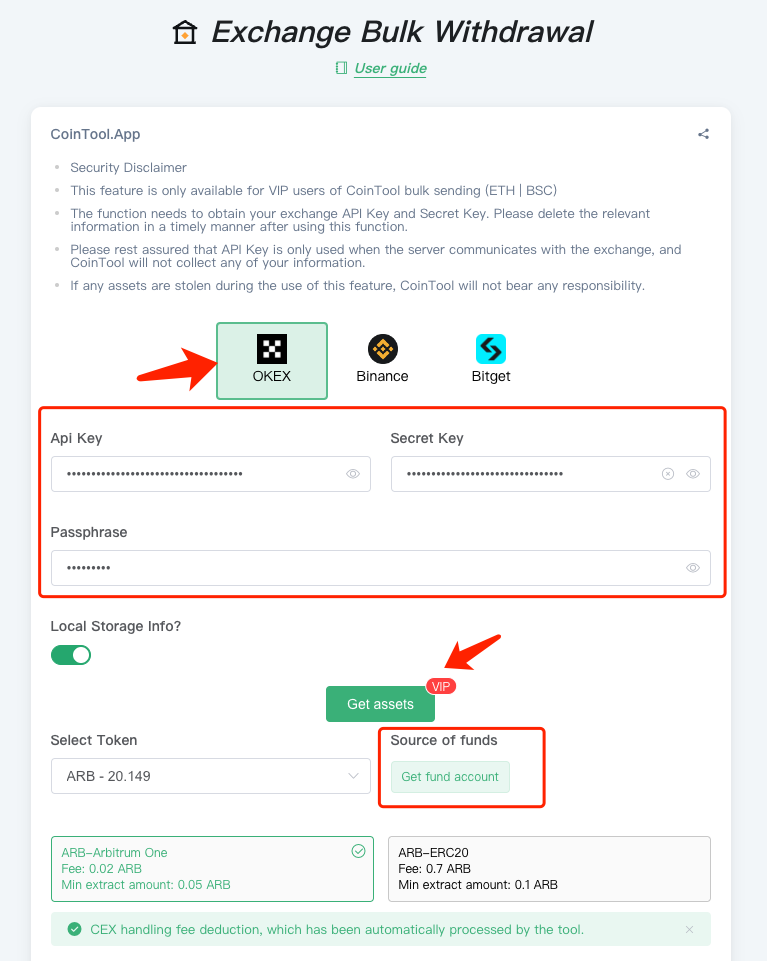 Exchange Bulk Withdrawal
User guide
CoinTool.App
Security Disclaimer
This feature is only available for VIP users of CoinTool bulk sending (ETH | BSC)
The function needs to obtain your exchange API Key and Secret Key. Please delete the relevant
information in a timely manner after using this function.
Please rest assured that API Key is only used when the server communicates with the exchange, and
CoinTool will not collect any of your information.
If any assets are stolen during the use of this feature, CoinTool will not bear any responsibility.
OKEX Binance Bitget
Api Key Secret Key
Passphrase
Local Storage Info?
VIP
Get assets
Select Token Source of funds
ARB - 20.149 Get fund account
ARB-Arbitrum One ARB-ERC20
Fee: 0.02 ARB Fee: 0.7 ARB
Min extract amount: 0.05 ARB Min extract amount: 0.1 ARB
CEX handling fee deduction, which has been automatically processed by the tool.